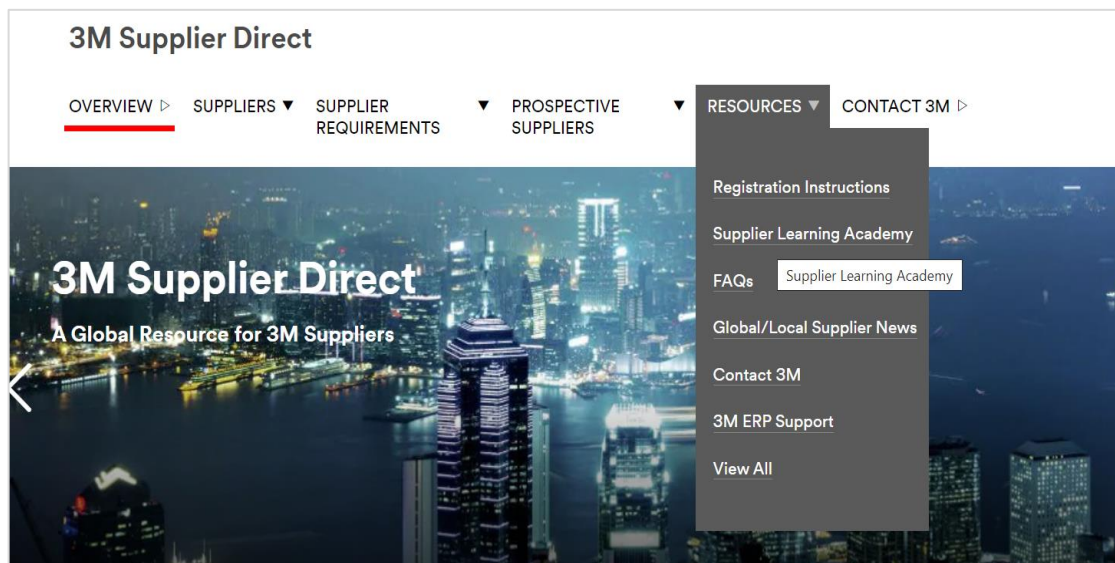 3M Supplier Direct
OVERVIEW ▷ SUPPLIERS ▼ SUPPLIER REQUIREMENTS ▼ PROSPECTIVE SUPPLIERS ▼ RESOURCES ▼ CONTACT 3M ▷
Registration Instructions
Supplier Learning Academy
FAQs
Supplier Learning Academy
Global/Local Supplier News
Contact 3M
3M ERP Support
View All
3M Supplier Direct
A Global Resource for 3M Suppliers